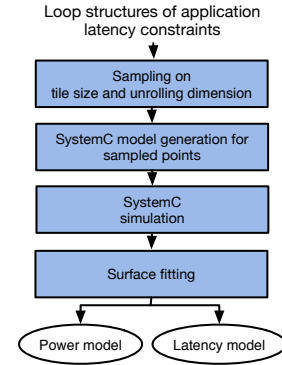 Loop structures of application
latency constraints
Sampling on
tile size and unrolling dimension
SystemC model generation for
sampled points
SystemC
simulation
Surface fitting
Power model
Latency model